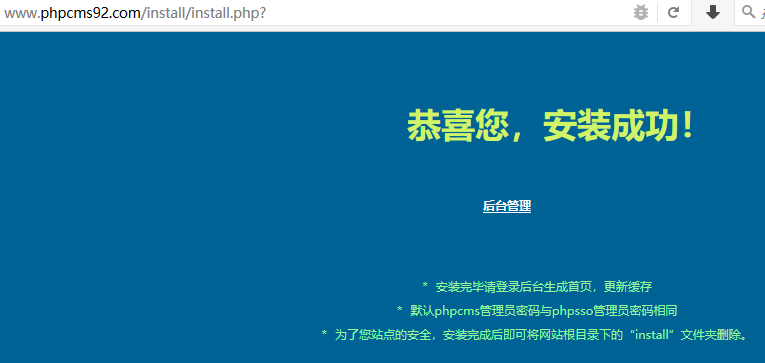 www.phpcms92.com/install/install.php?
恭喜您，安装成功！
后台管理
* 安装完毕请登录后台生成首页，更新缓存
* 默认phpcms管理员密码与phpsso管理员密码相同
* 为了您站点的安全，安装完成后即可将网站根目录下的“install”文件夹删除。